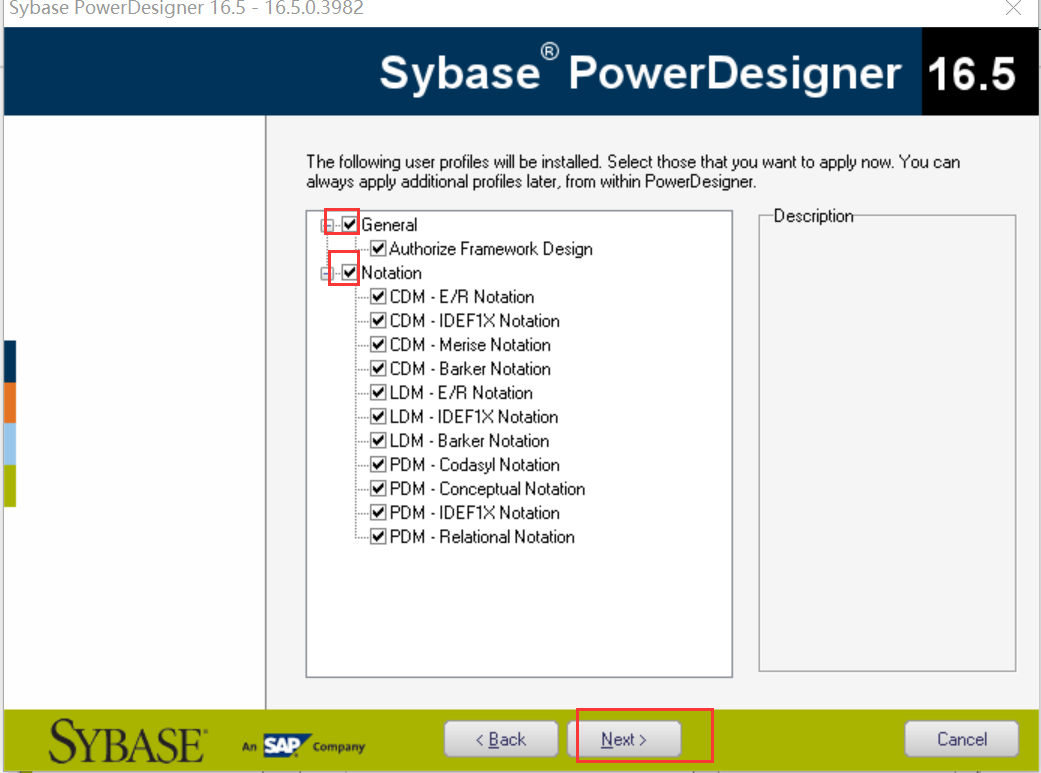 Sybase PowerDesigner 16.5 - 16.5.0.3982
Sybase® PowerDesigner 16.5
The following user profiles will be installed. Select those that you want to apply now. You can
always apply additional profiles later, from within PowerDesigner.
General
Authorize Framework Design
Notation
CDM - E/R Notation
CDM - IDEF1X Notation
CDM - Merise Notation
CDM - Barker Notation
LDM - E/R Notation
LDM - IDEF1X Notation
LDM - Barker Notation
PDM - Codasyl Notation
PDM - Conceptual Notation
PDM - IDEF1X Notation
PDM - Relational Notation
Description
SYBASE®
An SAP Company
< Back
Next >
Cancel